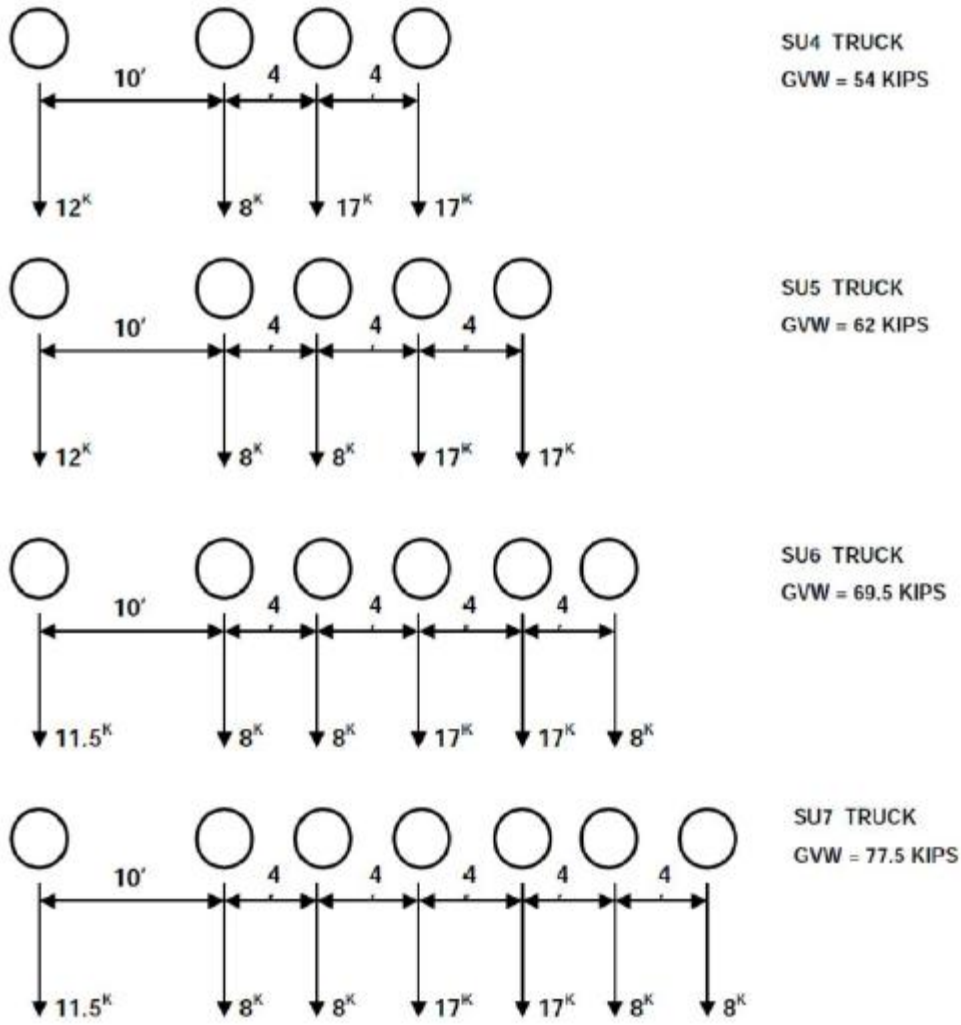 SU4 TRUCK
GVW = 54 KIPS
10' 4 4
12K 8K 17K 17K
SU5 TRUCK
GVW = 62 KIPS
10' 4 4 4
12K 8K 8K 17K 17K
SU6 TRUCK
GVW = 69.5 KIPS
10' 4 4 4 4
11.5K 8K 8K 17K 17K 8K
SU7 TRUCK
GVW = 77.5 KIPS
10' 4 4 4 4 4
11.5K 8K 8K 17K 17K 8K 8K